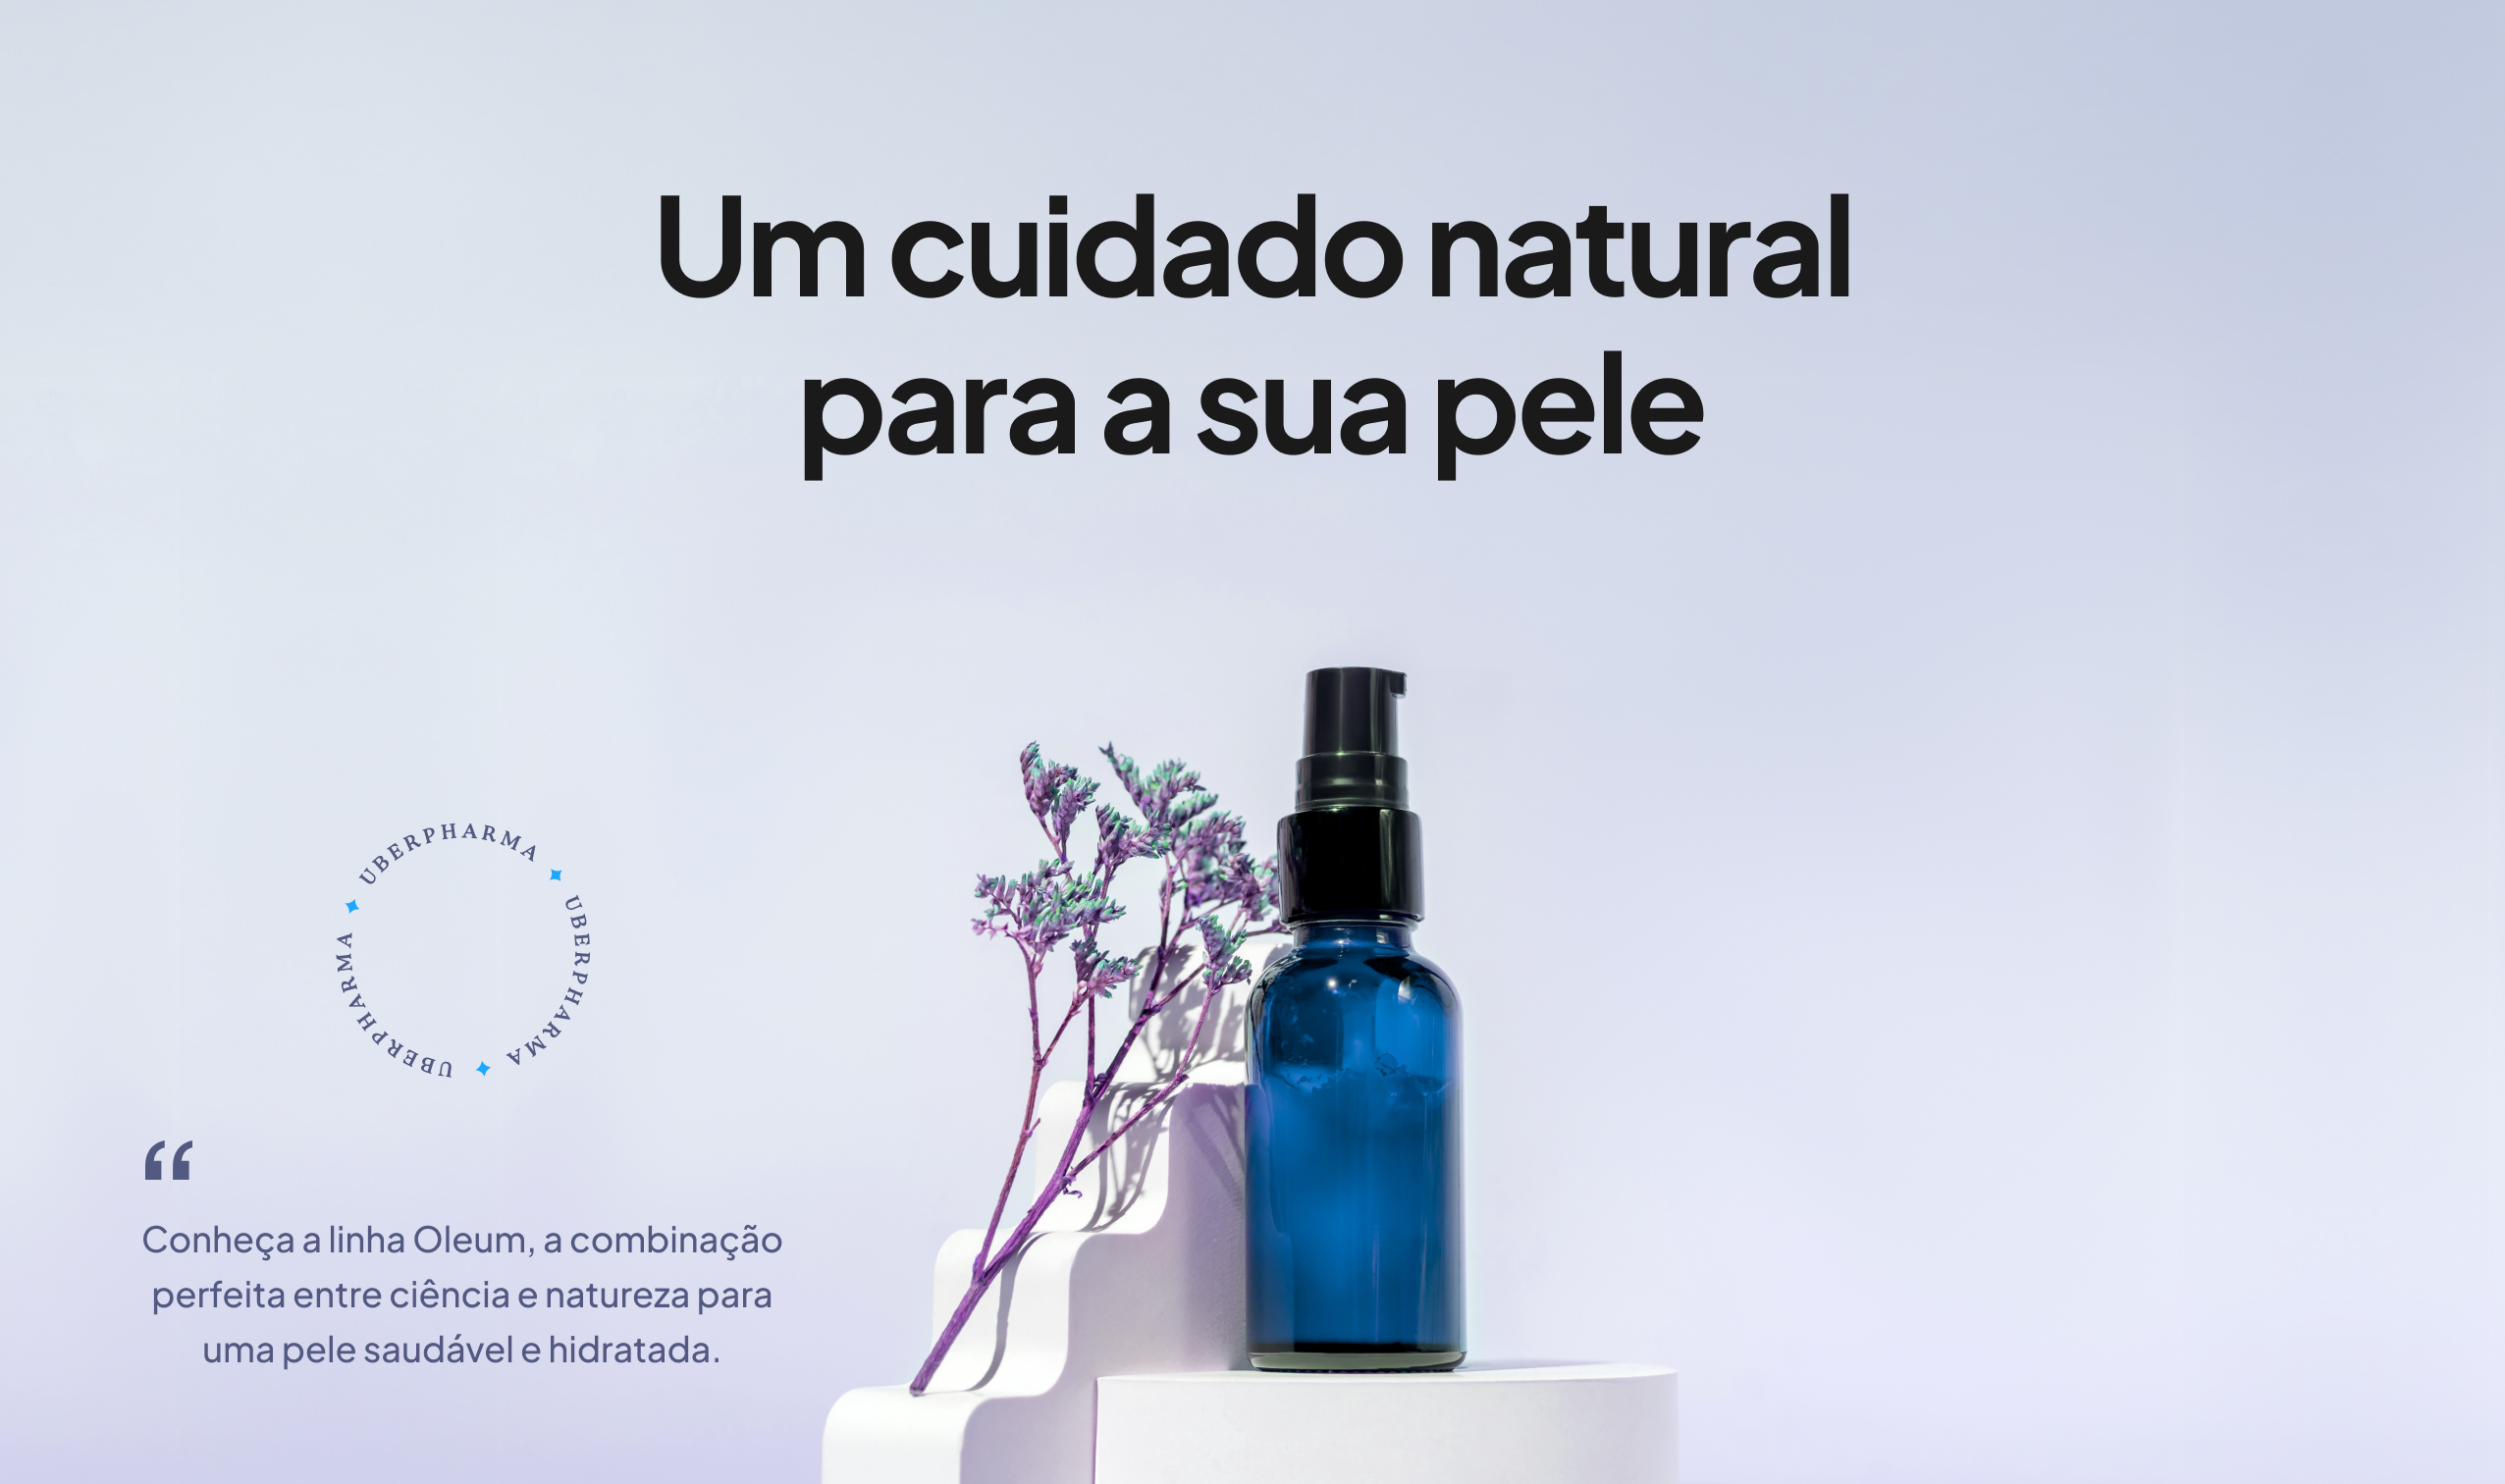 Um cuidado natural
para a sua pele
UBERPHARMA ✦ UBERPHARMA ✦ UBERPHARMA ✦
“
Conheça a linha Oleum, a combinação
perfeita entre ciência e natureza para
uma pele saudável e hidratada.